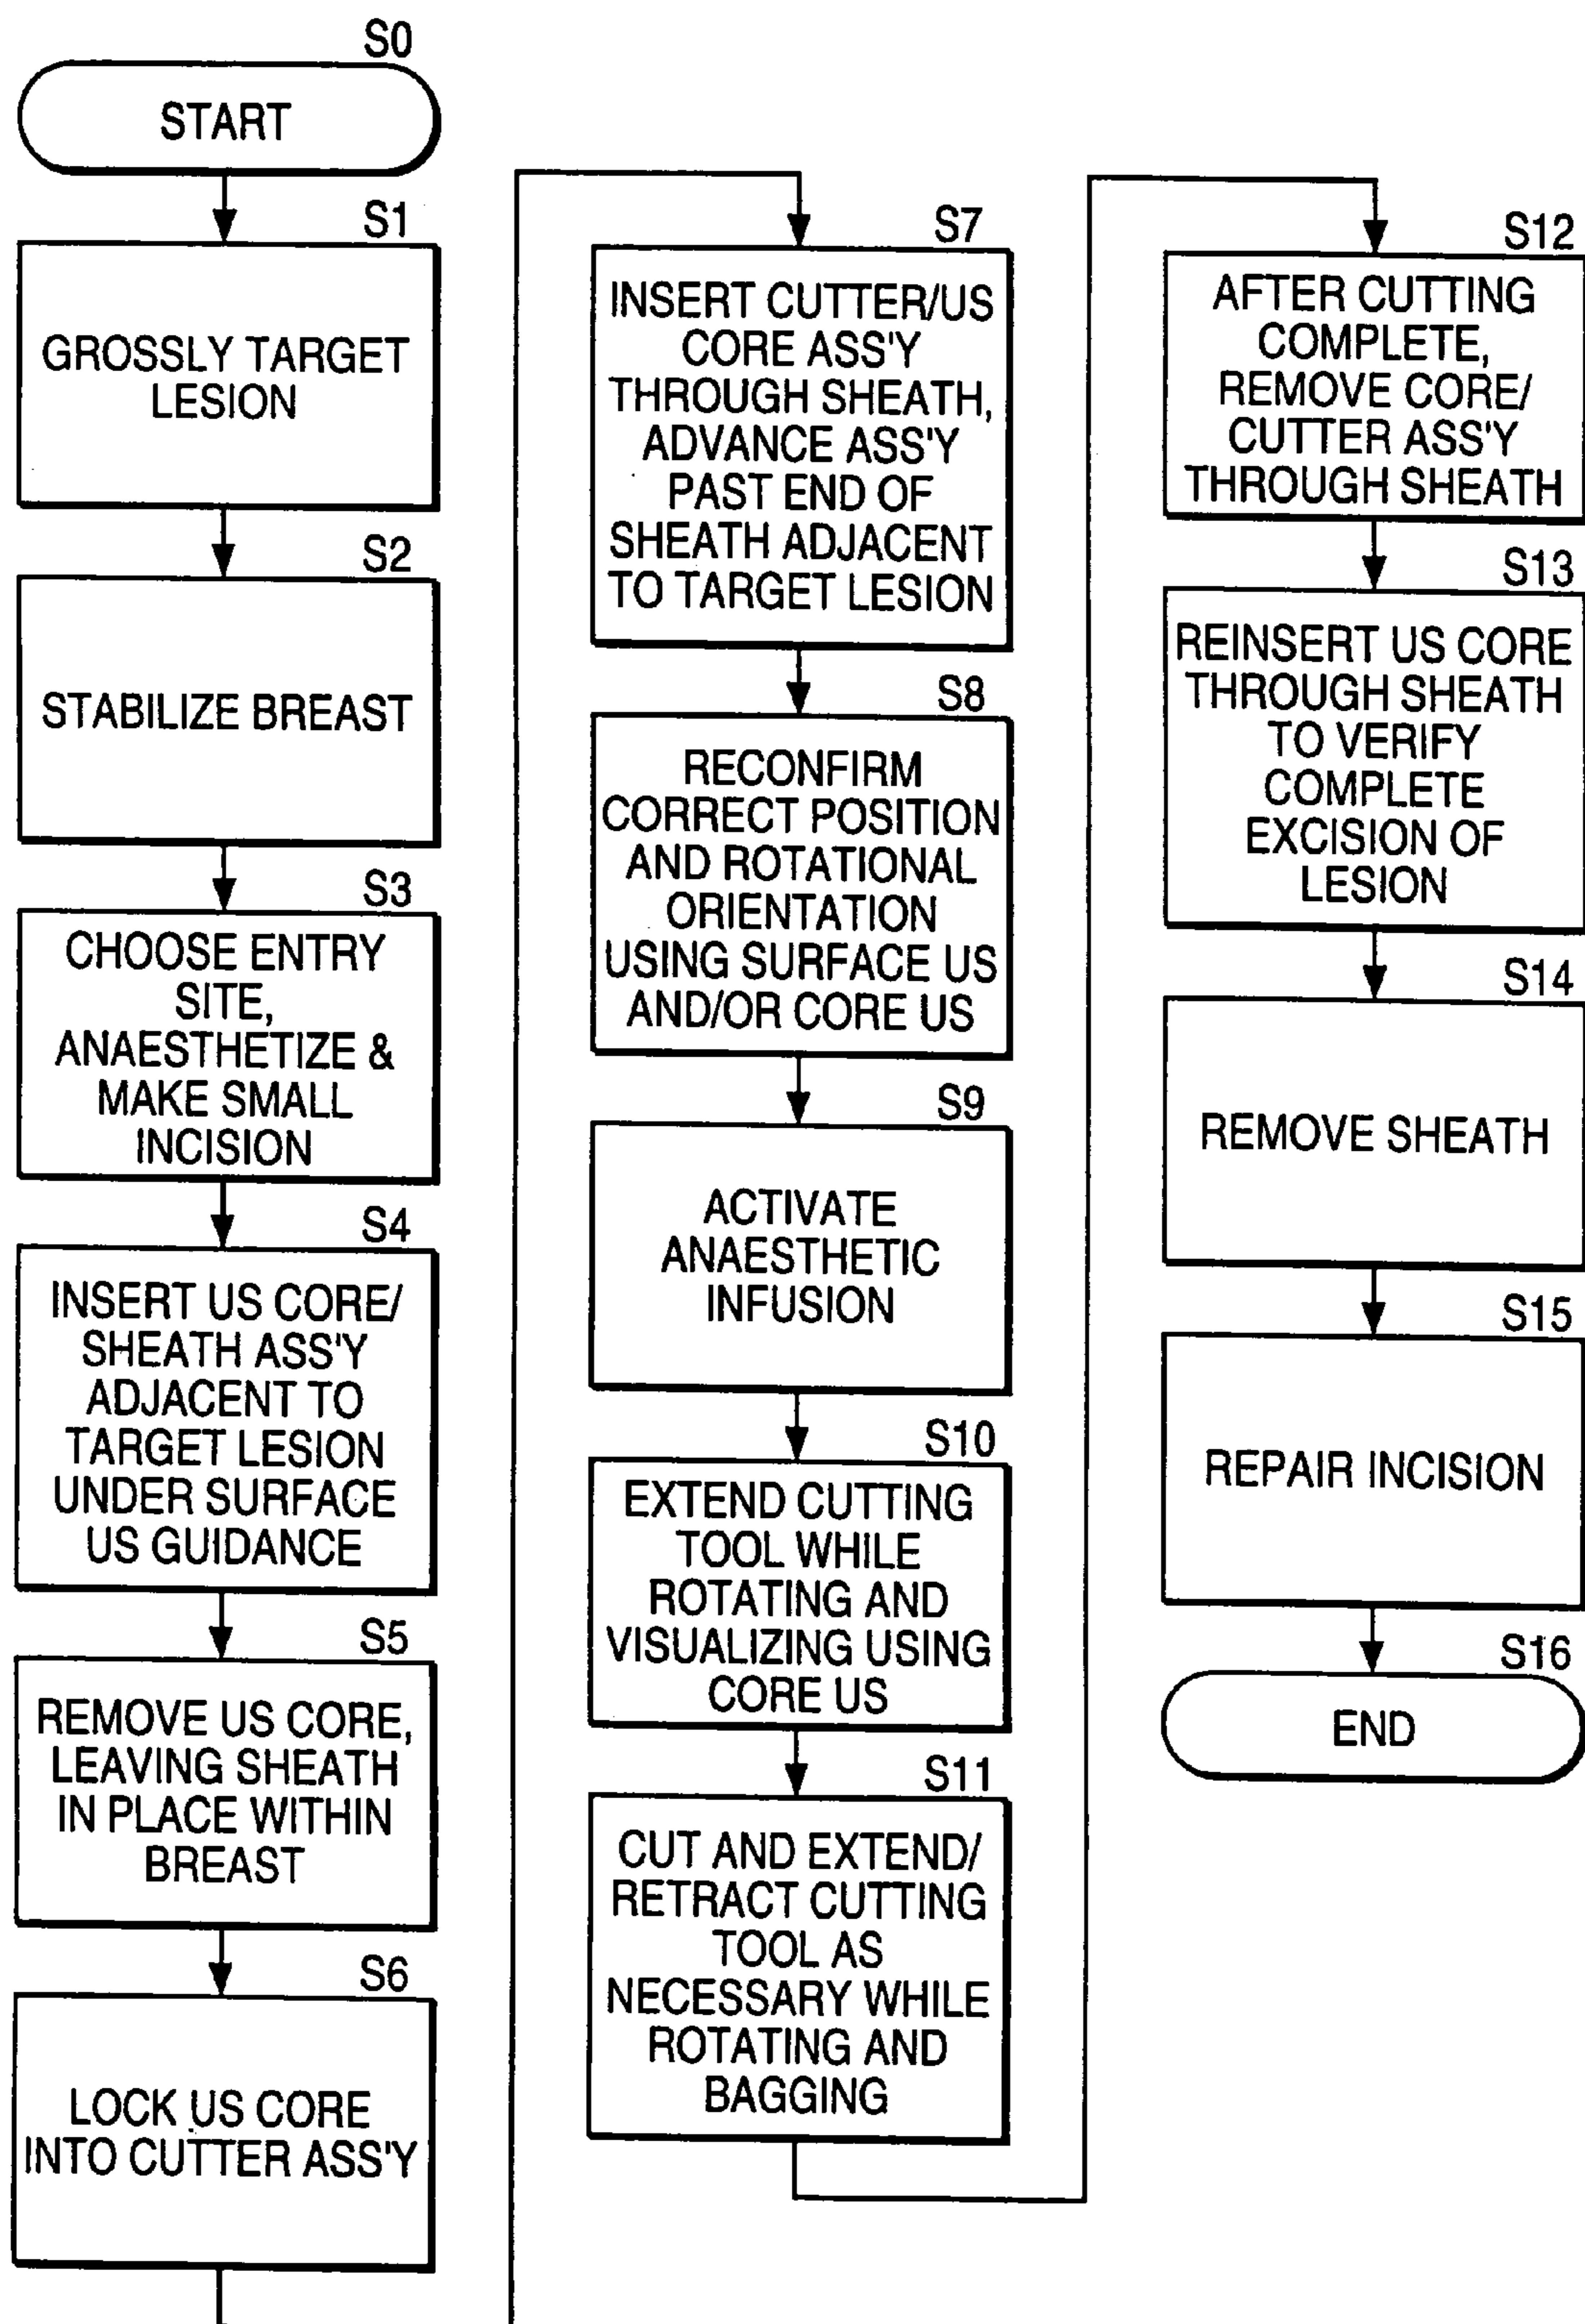 S0
START
S1
GROSSLY TARGET
LESION
S2
STABILIZE BREAST
S3
CHOOSE ENTRY
SITE,
ANAESTHETIZE &
MAKE SMALL
INCISION
S4
INSERT US CORE/
SHEATH ASS'Y
ADJACENT TO
TARGET LESION
UNDER SURFACE
US GUIDANCE
S5
REMOVE US CORE,
LEAVING SHEATH
IN PLACE WITHIN
BREAST
S6
LOCK US CORE
INTO CUTTER ASS'Y
S7
INSERT CUTTER/US
CORE ASS'Y
THROUGH SHEATH,
ADVANCE ASS'Y
PAST END OF
SHEATH ADJACENT
TO TARGET LESION
S8
RECONFIRM
CORRECT POSITION
AND ROTATIONAL
ORIENTATION
USING SURFACE US
AND/OR CORE US
S9
ACTIVATE
ANAESTHETIC
INFUSION
S10
EXTEND CUTTING
TOOL WHILE
ROTATING AND
VISUALIZING USING
CORE US
S11
CUT AND EXTEND/
RETRACT CUTTING
TOOL AS
NECESSARY WHILE
ROTATING AND
BAGGING
S12
AFTER CUTTING
COMPLETE,
REMOVE CORE/
CUTTER ASS'Y
THROUGH SHEATH
S13
REINSERT US CORE
THROUGH SHEATH
TO VERIFY
COMPLETE
EXCISION OF
LESION
S14
REMOVE SHEATH
S15
REPAIR INCISION
S16
END